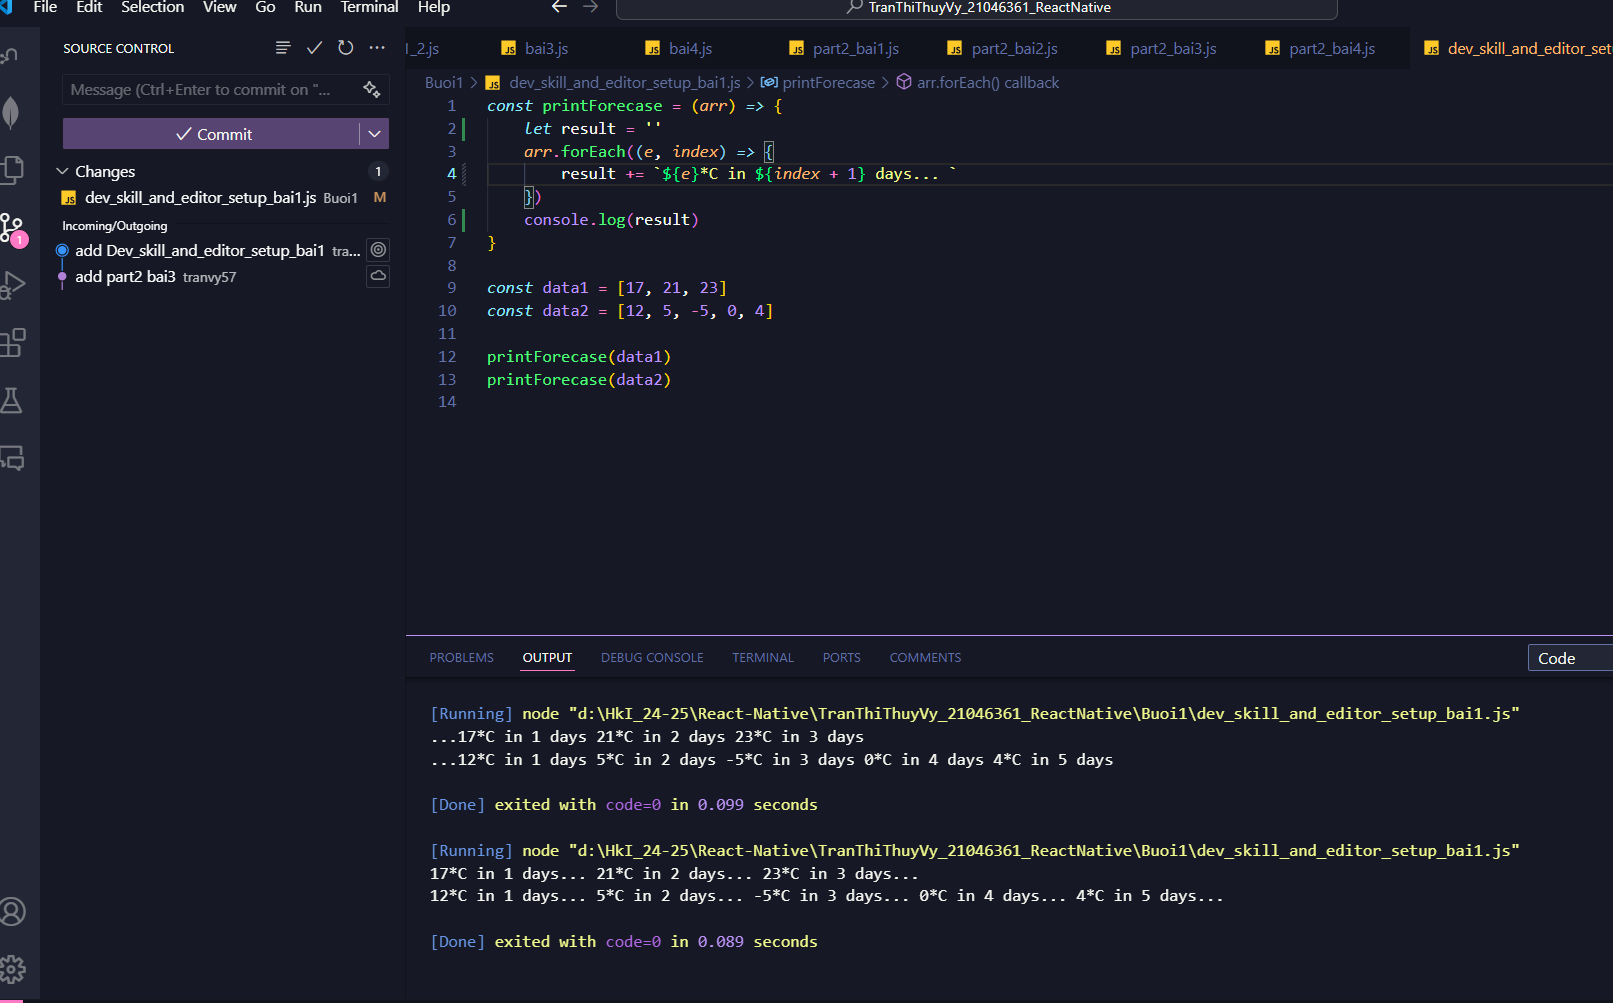 File Edit Selection View Go Run Terminal Help
TranThiThuyVy_21046361_ReactNative
SOURCE CONTROL
Message (Ctrl+Enter to commit on "...
Commit
Changes 1
dev_skill_and_editor_setup_bai1.js Buoi1 M
Incoming/Outgoing
add Dev_skill_and_editor_setup_bai1 tra...
add part2 bai3 tranvy57
1
_2.js JS bai3.js JS bai4.js JS part2_bai1.js JS part2_bai2.js JS part2_bai3.js JS part2_bai4.js JS dev_skill_and_editor_set
Buoi1 > JS dev_skill_and_editor_setup_bai1.js > printForecase > arr.forEach() callback
1 const printForecase = (arr) => {
2 let result = ''
3 arr.forEach((e, index) => {
4 result += `${e}*C in ${index + 1} days... `
5 })
6 console.log(result)
7 }
8
9 const data1 = [17, 21, 23]
10 const data2 = [12, 5, -5, 0, 4]
11
12 printForecase(data1)
13 printForecase(data2)
14
PROBLEMS OUTPUT DEBUG CONSOLE TERMINAL PORTS COMMENTS
Code
[Running] node "d:\HkI_24-25\React-Native\TranThiThuyVy_21046361_ReactNative\Buoi1\dev_skill_and_editor_setup_bai1.js"
...17*C in 1 days 21*C in 2 days 23*C in 3 days
...12*C in 1 days 5*C in 2 days -5*C in 3 days 0*C in 4 days 4*C in 5 days
[Done] exited with code=0 in 0.099 seconds
[Running] node "d:\HkI_24-25\React-Native\TranThiThuyVy_21046361_ReactNative\Buoi1\dev_skill_and_editor_setup_bai1.js"
17*C in 1 days... 21*C in 2 days... 23*C in 3 days...
12*C in 1 days... 5*C in 2 days... -5*C in 3 days... 0*C in 4 days... 4*C in 5 days...
[Done] exited with code=0 in 0.089 seconds